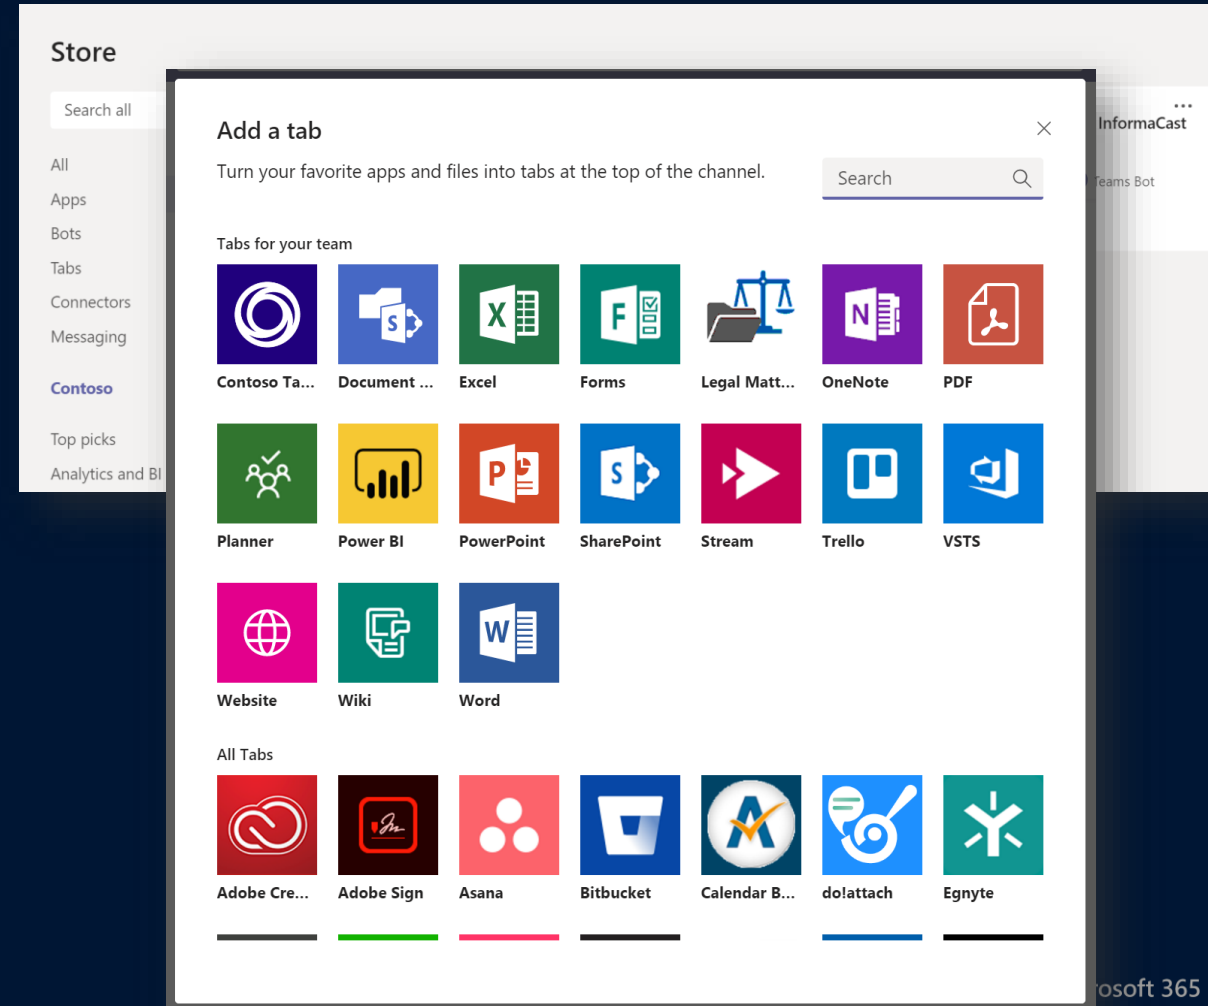 Store
Search all
All
Apps
Bots
Tabs
Connectors
Messaging
Contoso
Top picks
Analytics and BI
InformaCast
Teams Bot
Add a tab
Turn your favorite apps and files into tabs at the top of the channel.
Search
Tabs for your team
Contoso Ta...
Document ...
Excel
Forms
Legal Matt...
OneNote
PDF
Planner
Power BI
PowerPoint
SharePoint
Stream
Trello
VSTS
Website
Wiki
Word
All Tabs
Adobe Cre...
Adobe Sign
Asana
Bitbucket
Calendar B...
do!attach
Egnyte
rosoft 365